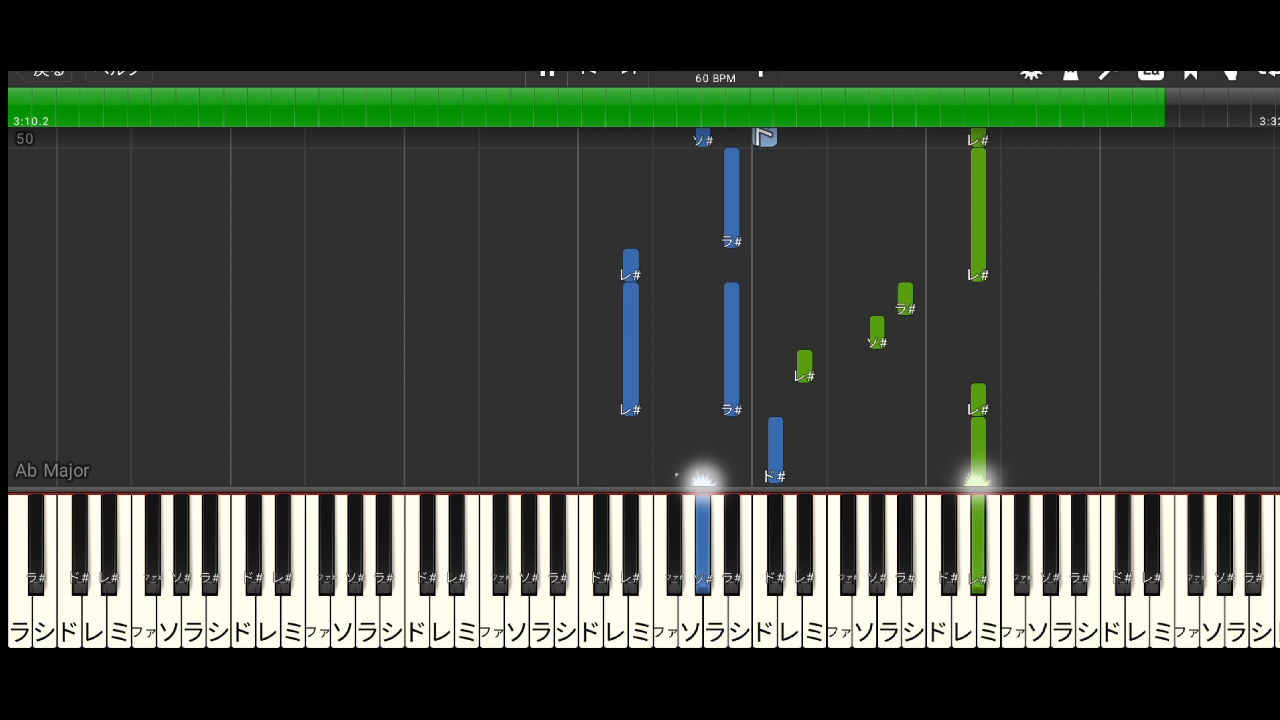 戻る ヘルプ
60 BPM
3:10.2
50
ソ#
レ#
ラ#
レ# レ#
ラ#
ソ#
レ#
レ# ラ# レ#
Ab Major
ド#
ラ# ド# レ# ファ# ソ# ラ# ド# レ# ファ# ソ# ラ# ド# レ# ファ# ソ# ラ# ド# レ# ファ# ソ# ラ# ド# レ# ファ# ソ# ラ# ド# レ# ファ# ソ# ラ# ド# レ# ファ# ソ# ラ#
ラ シ ド レ ミ ファ ソ ラ シ ド レ ミ ファ ソ ラ シ ド レ ミ ファ ソ ラ シ ド レ ミ ファ ソ ラ シ ド レ ミ ファ ソ ラ シ ド レ ミ ファ ソ ラ シ ド レ ミ ファ ソ ラ シ